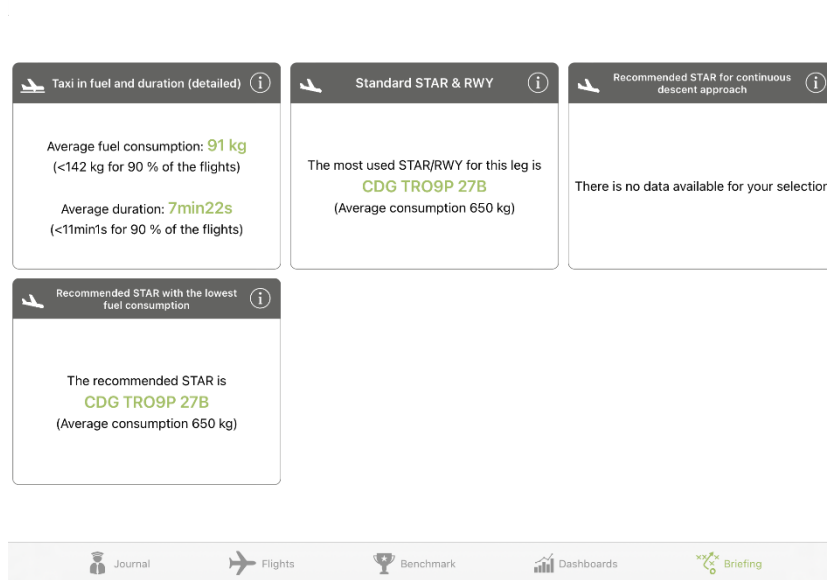 Taxi in fuel and duration (detailed)
i
Average fuel consumption: 91 kg
(<142 kg for 90 % of the flights)
Average duration: 7min22s
(<11min1s for 90 % of the flights)
Standard STAR & RWY
i
The most used STAR/RWY for this leg is
CDG TRO9P 27B
(Average consumption 650 kg)
Recommended STAR for continuous
descent approach
i
There is no data available for your selection
Recommended STAR with the lowest
fuel consumption
i
The recommended STAR is
CDG TRO9P 27B
(Average consumption 650 kg)
Journal
Flights
Benchmark
Dashboards
Briefing